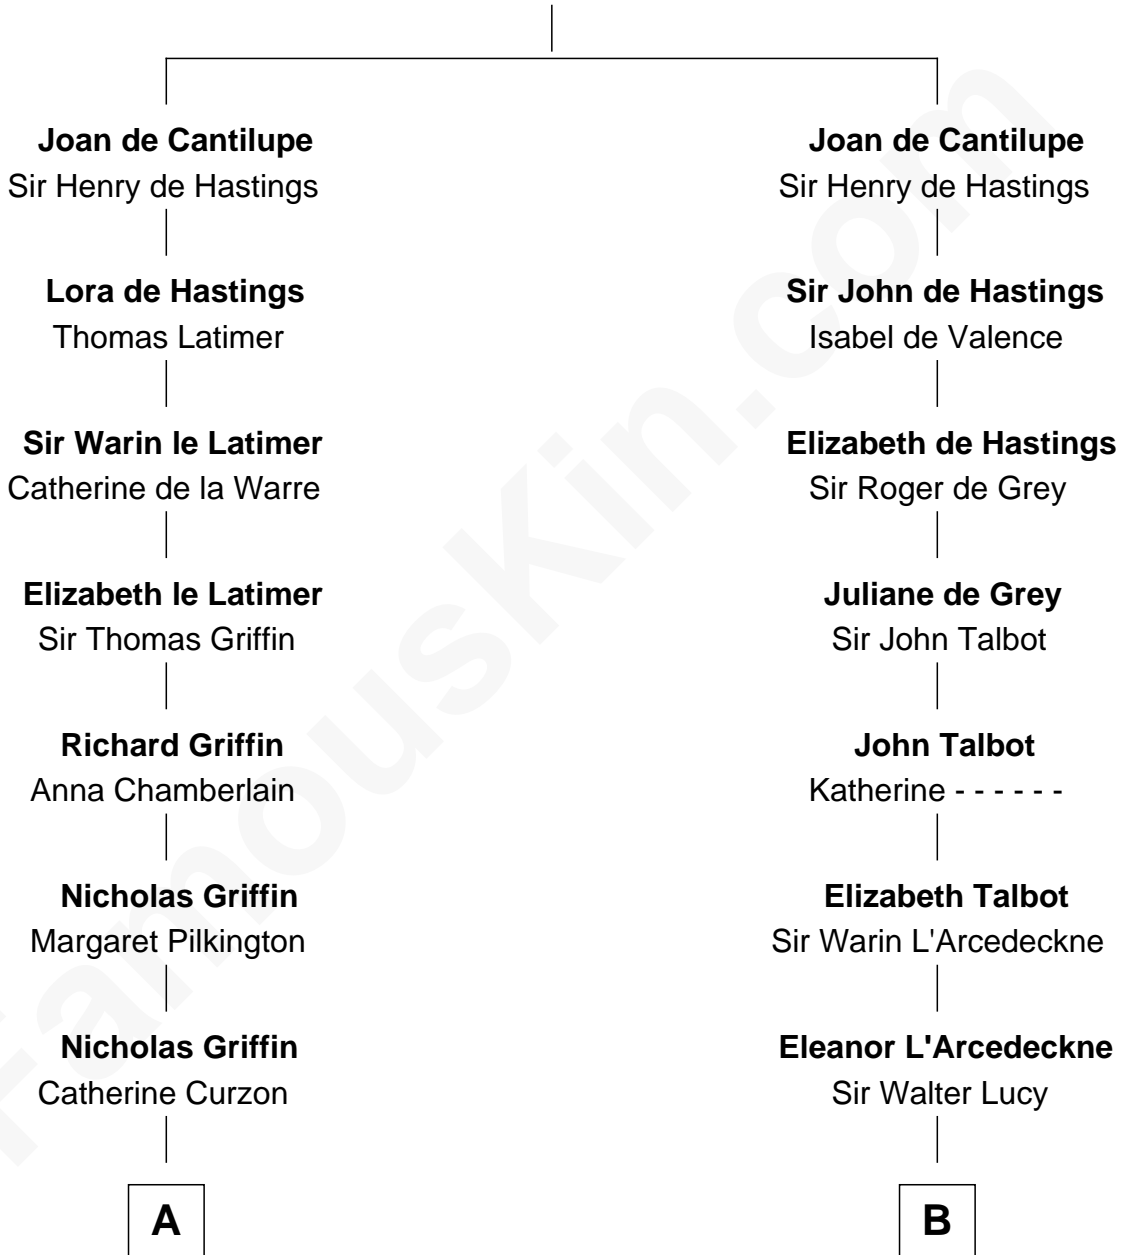 Joan de Cantilupe
Sir Henry de Hastings
Lora de Hastings
Thomas Latimer
Sir Warin le Latimer
Catherine de la Warre
Elizabeth le Latimer
Sir Thomas Griffin
Richard Griffin
Anna Chamberlain
Nicholas Griffin
Margaret Pilkington
Nicholas Griffin
Catherine Curzon
A
Joan de Cantilupe
Sir Henry de Hastings
Sir John de Hastings
Isabel de Valence
Elizabeth de Hastings
Sir Roger de Grey
Juliane de Grey
Sir John Talbot
John Talbot
Katherine - - - - - -
Elizabeth Talbot
Sir Warin L'Arcedeckne
Eleanor L'Arcedeckne
Sir Walter Lucy
B
FamousKin.com